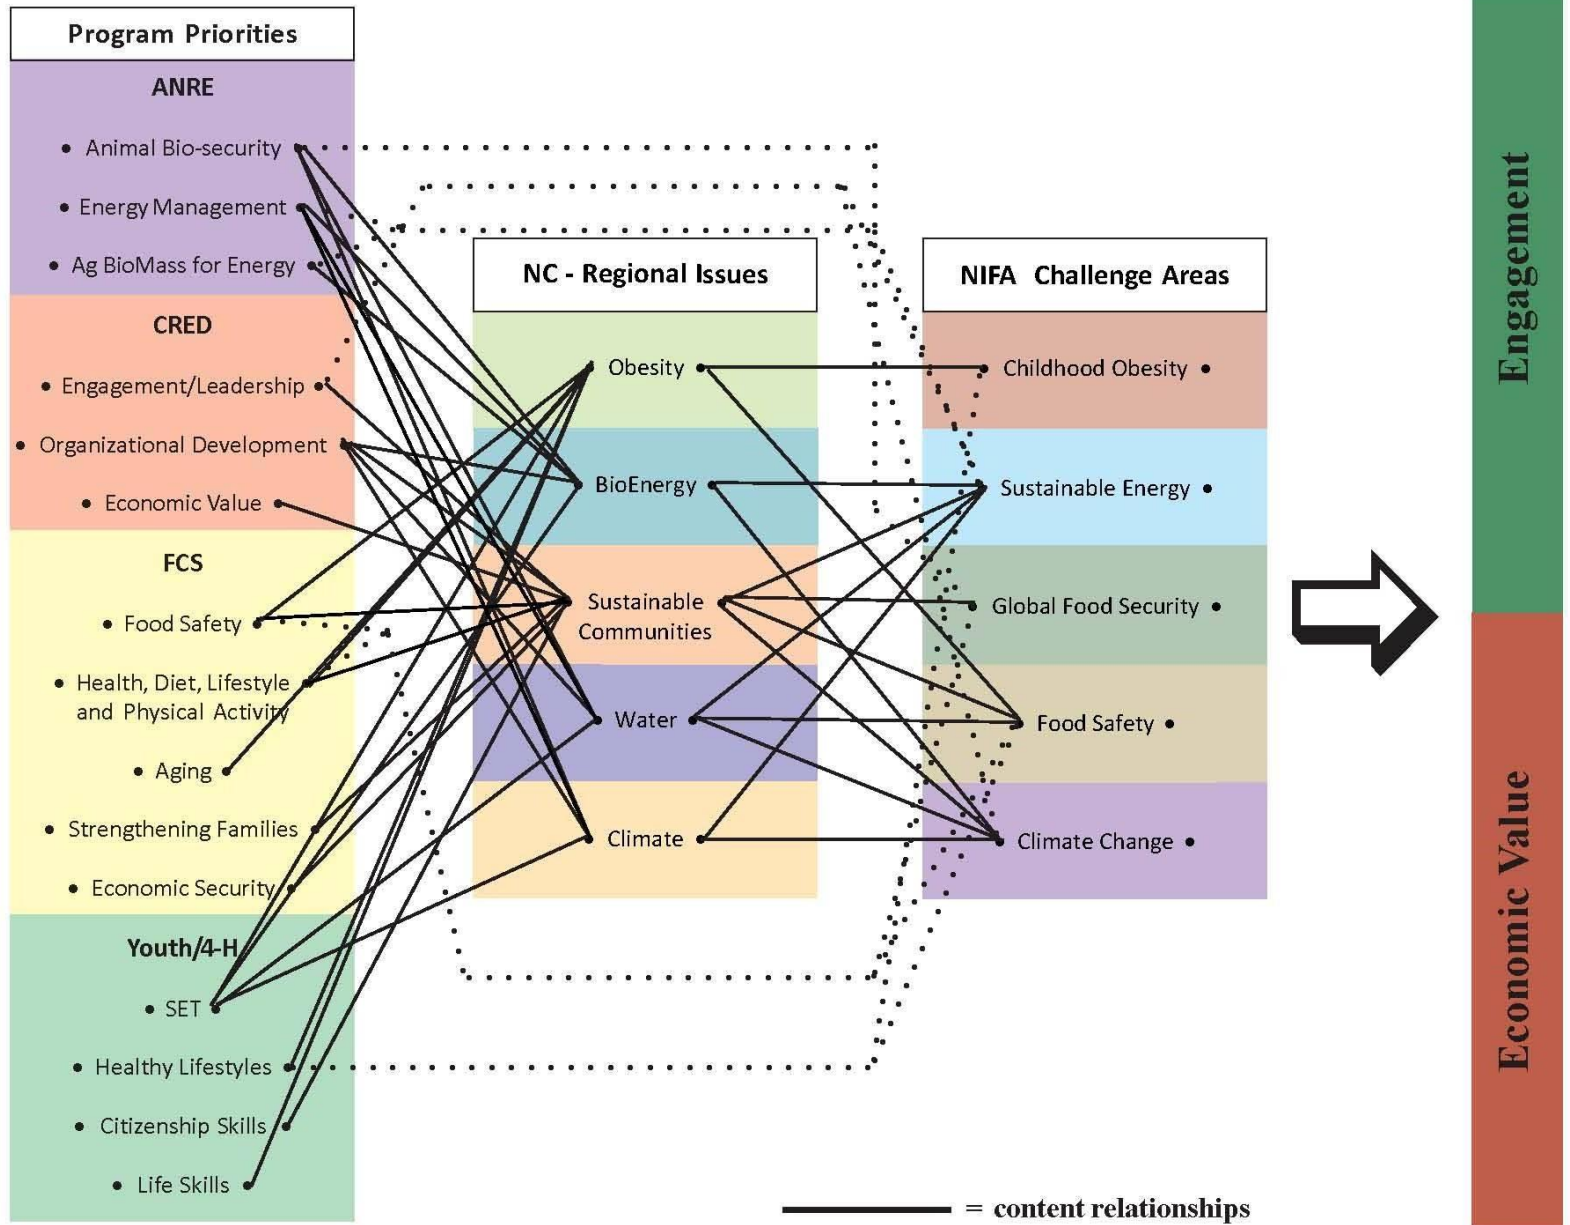 Program Priorities
ANRE
• Animal Bio-security
• Energy Management
• Ag BioMass for Energy
CRED
• Engagement/Leadership
• Organizational Development
• Economic Value
FCS
• Food Safety
• Health, Diet, Lifestyle
and Physical Activity
• Aging
• Strengthening Families
• Economic Security
Youth/4-H
• SET
• Healthy Lifestyles
• Citizenship Skills
• Life Skills
NC - Regional Issues
Obesity
BioEnergy
Sustainable
Communities
Water
Climate
NIFA Challenge Areas
Childhood Obesity
Sustainable Energy
Global Food Security
Food Safety
Climate Change
Engagement
Economic Value
= content relationships